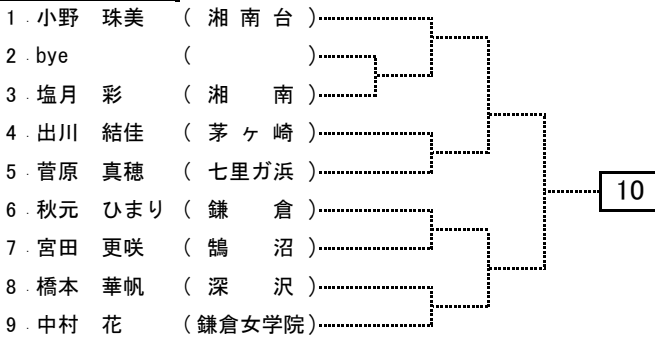 1 . 小野　珠美　( 湘 南 台 )
2 . bye　(　　　)
3 . 塩月　彩　( 湘　南 )
4 . 出川　結佳　( 茅 ヶ 崎 )
5 . 菅原　真穂　( 七里ガ浜 )
10
6 . 秋元　ひまり ( 鎌　倉 )
7 . 宮田　更咲　( 鵠　沼 )
8 . 橋本　華帆　( 深　沢 )
9 . 中村　花　( 鎌倉女学院 )